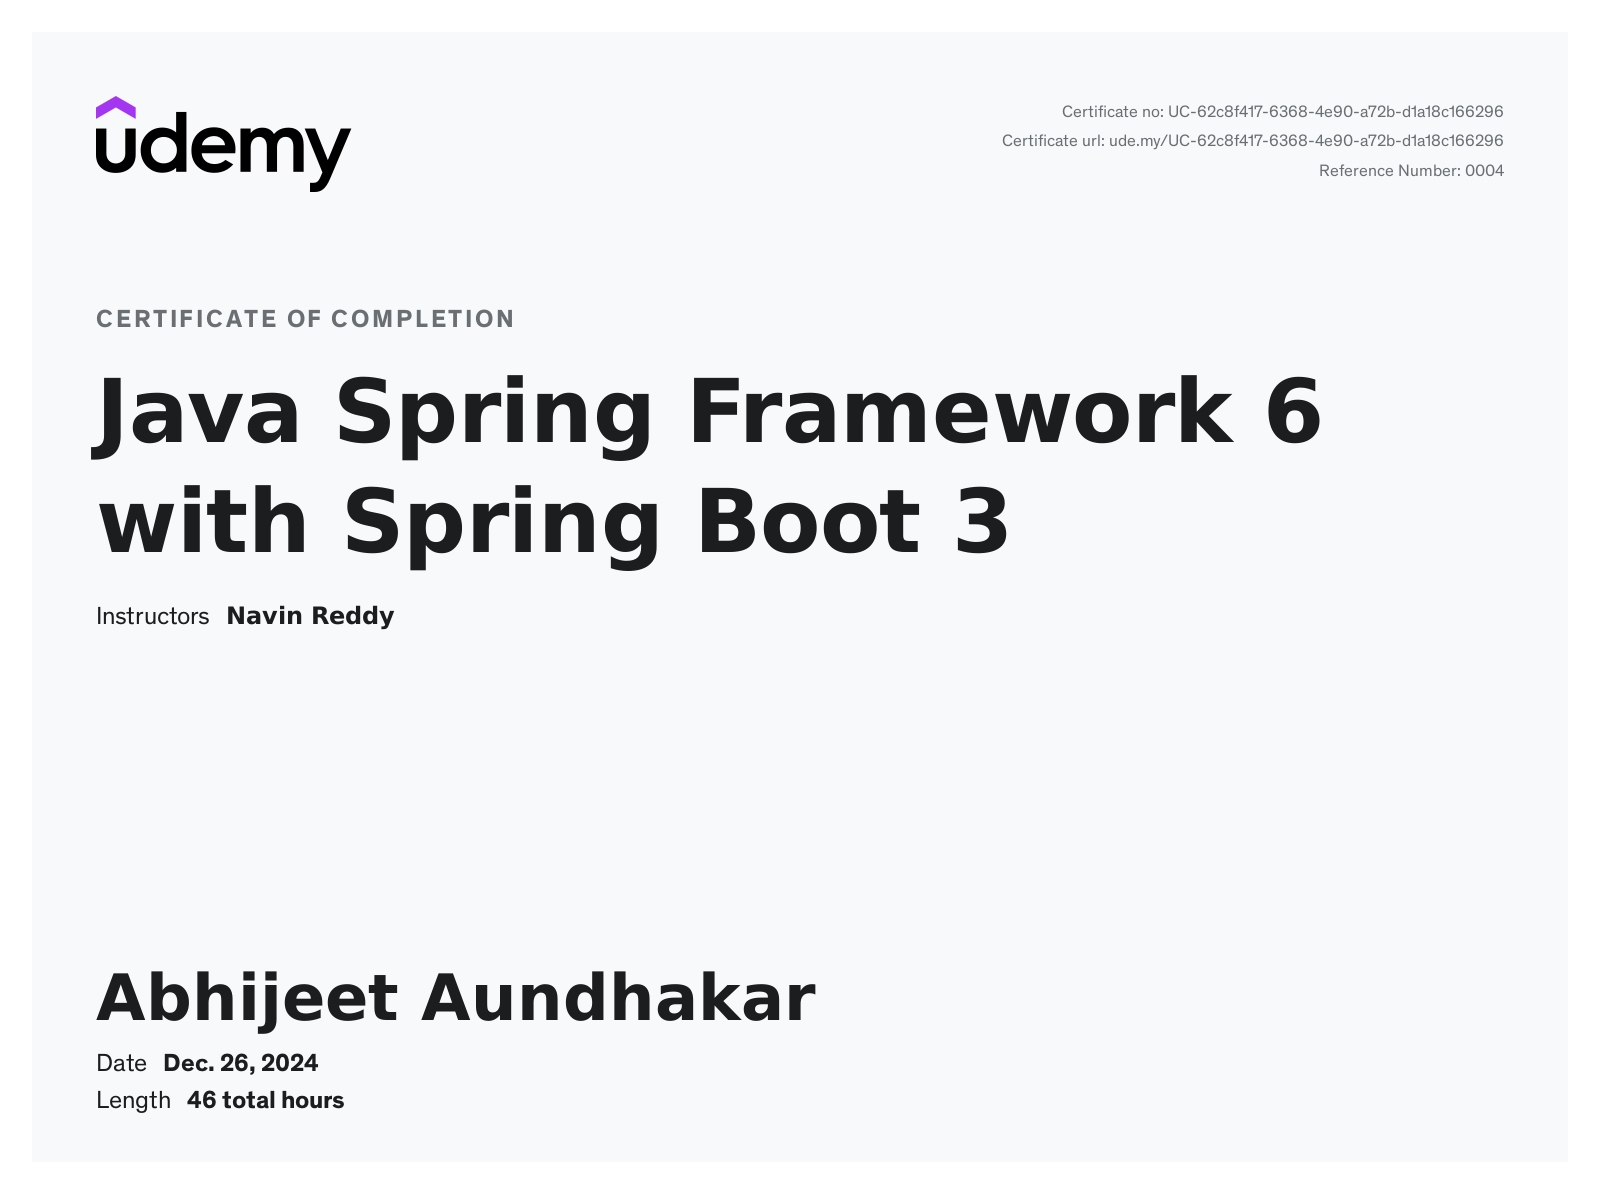 udemy
Certificate no: UC-62c8f417-6368-4e90-a72b-d1a18c166296
Certificate url: ude.my/UC-62c8f417-6368-4e90-a72b-d1a18c166296
Reference Number: 0004
CERTIFICATE OF COMPLETION
Java Spring Framework 6
with Spring Boot 3
Instructors Navin Reddy
Abhijeet Aundhakar
Date Dec. 26, 2024
Length 46 total hours